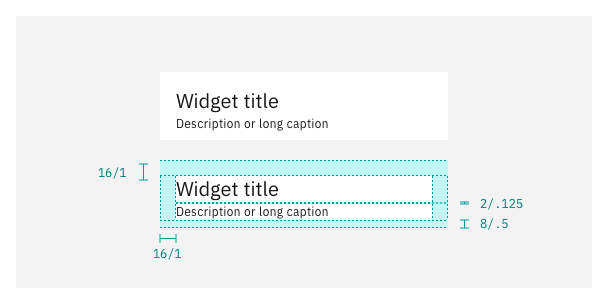 Widget title
Description or long caption
16/1
Widget title
Description or long caption
2/.125
8/.5
16/1